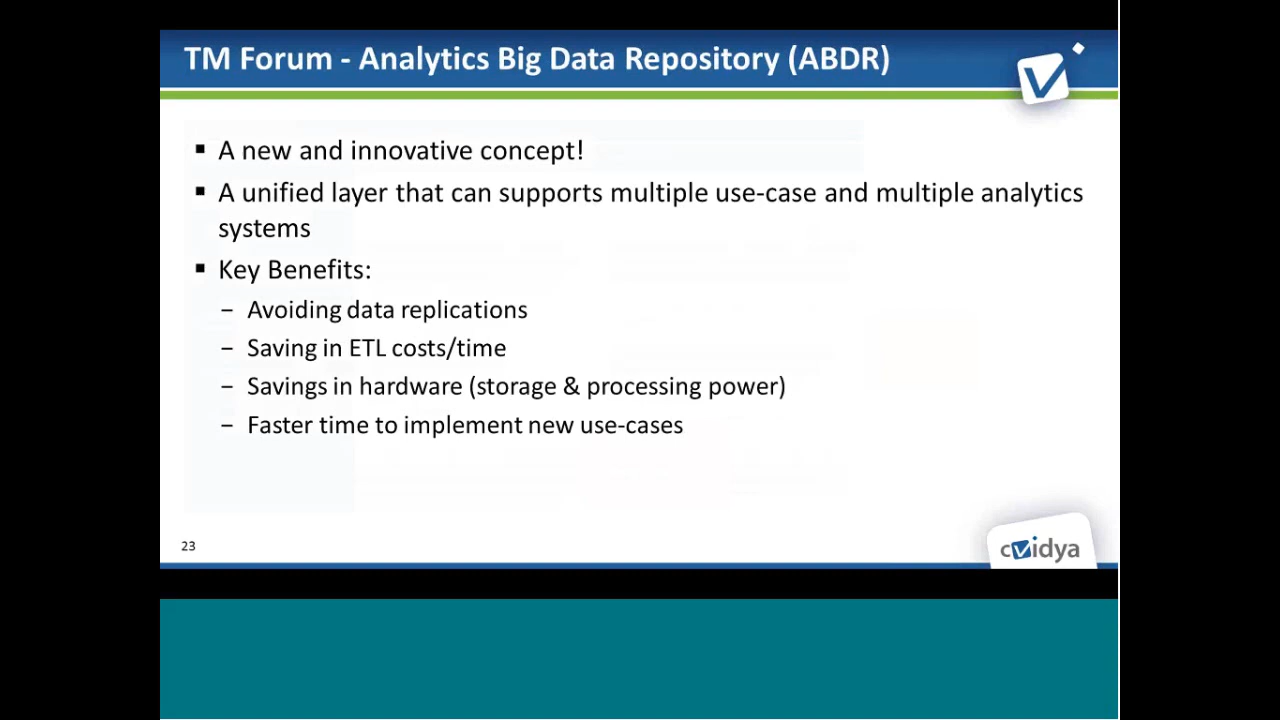 TM Forum - Analytics Big Data Repository (ABDR)
▪ A new and innovative concept!
▪ A unified layer that can supports multiple use-case and multiple analytics
systems
▪ Key Benefits:
– Avoiding data replications
– Saving in ETL costs/time
– Savings in hardware (storage & processing power)
– Faster time to implement new use-cases
23
cvidya